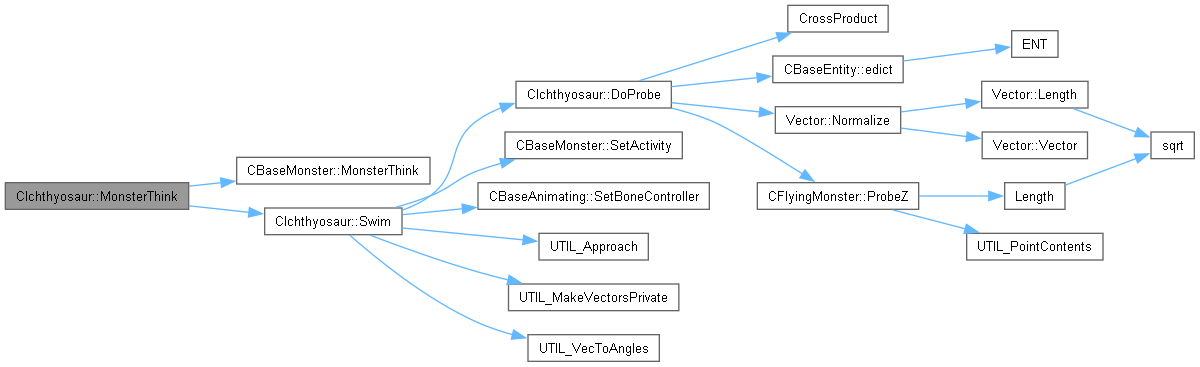 CIchthyosaur::MonsterThink
CBaseMonster::MonsterThink
CIchthyosaur::Swim
CIchthyosaur::DoProbe
CBaseMonster::SetActivity
CBaseAnimating::SetBoneController
UTIL_Approach
UTIL_MakeVectorsPrivate
UTIL_VecToAngles
CrossProduct
CBaseEntity::edict
Vector::Normalize
CFlyingMonster::ProbeZ
ENT
Vector::Length
Vector::Vector
Length
UTIL_PointContents
sqrt